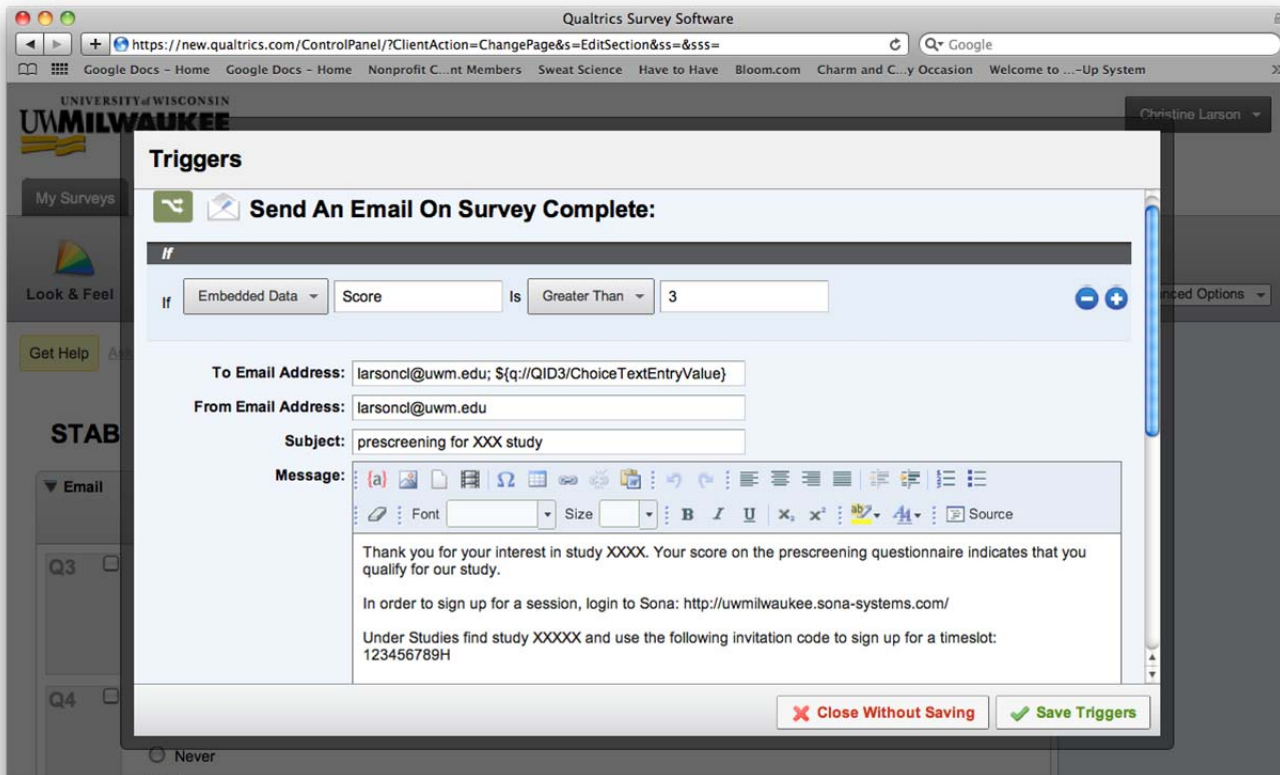 Qualtrics Survey Software
https://new.qualtrics.com/ControlPanel/?ClientAction=ChangePage&s=EditSection&ss=&sss=
Google
Google Docs - Home Google Docs - Home Nonprofit C...nt Members Sweat Science Have to Have Bloom.com Charm and C...y Occasion Welcome to ...-Up System
UNIVERSITY of WISCONSIN
UWMILWAUKEE
Christine Larson
Triggers
My Surveys
Send An Email On Survey Complete:
If
Look & Feel
If Embedded Data Score Is Greater Than 3
nced Options
Get Help
To Email Address: larsoncl@uwm.edu; ${q://QID3/ChoiceTextEntryValue}
From Email Address: larsoncl@uwm.edu
STAB
Subject: prescreening for XXX study
Message:
Email
Font Size B I U X₂ X² Source
Thank you for your interest in study XXXX. Your score on the prescreening questionnaire indicates that you
qualify for our study.
Q3
In order to sign up for a session, login to Sona: http://uwmilwaukee.sona-systems.com/
Under Studies find study XXXXX and use the following invitation code to sign up for a timeslot:
123456789H
Q4
Close Without Saving Save Triggers
Never